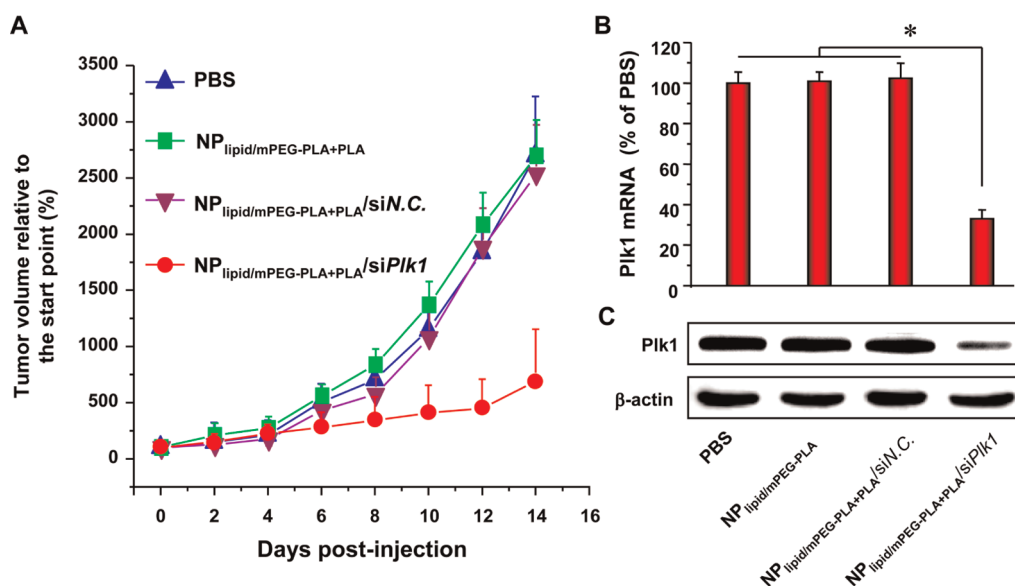 A
Tumor volume relative to
the start point (%)
3500
3000
2500
2000
1500
1000
500
0
PBS
NPlipid/mPEG-PLA+PLA
NPlipid/mPEG-PLA+PLA/siN.C.
NPlipid/mPEG-PLA+PLA/siPlk1
0 2 4 6 8 10 12 14 16
Days post-injection
B
Plk1 mRNA (% of PBS)
120
100
80
60
40
20
0
*
C
Plk1
β-actin
PBS
NPlipid/mPEG-PLA
NPlipid/mPEG-PLA+PLA/siN.C.
NPlipid/mPEG-PLA+PLA/siPlk1